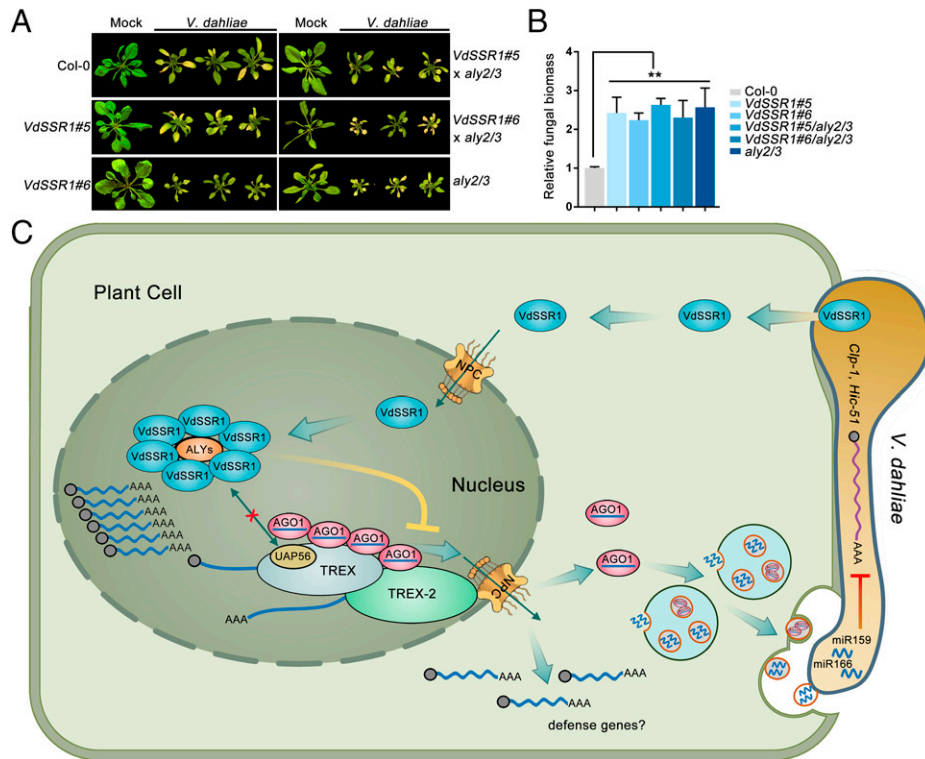 A
Mock
V. dahliae
Mock
V. dahliae
Col-0
VdSSR1#5
x aly2/3
VdSSR1#5
VdSSR1#6
x aly2/3
VdSSR1#6
aly2/3
B
Relative fungal biomass
4
3
2
1
0
**
Col-0
VdSSR1#5
VdSSR1#6
VdSSR1#5/aly2/3
VdSSR1#6/aly2/3
aly2/3
C
Plant Cell
VdSSR1
VdSSR1
VdSSR1
NPC
VdSSR1
VdSSR1
VdSSR1
VdSSR1
ALYs
VdSSR1
VdSSR1
VdSSR1
Nucleus
AAA
AAA
AAA
AAA
AAA
AAA
AGO1
AGO1
AGO1
AGO1
UAP56
TREX
TREX-2
NPC
AAA
AGO1
AGO1
AAA
AAA
AAA
defense genes?
Clp-1, Hic-51
AAA
miR159
miR166
V. dahliae